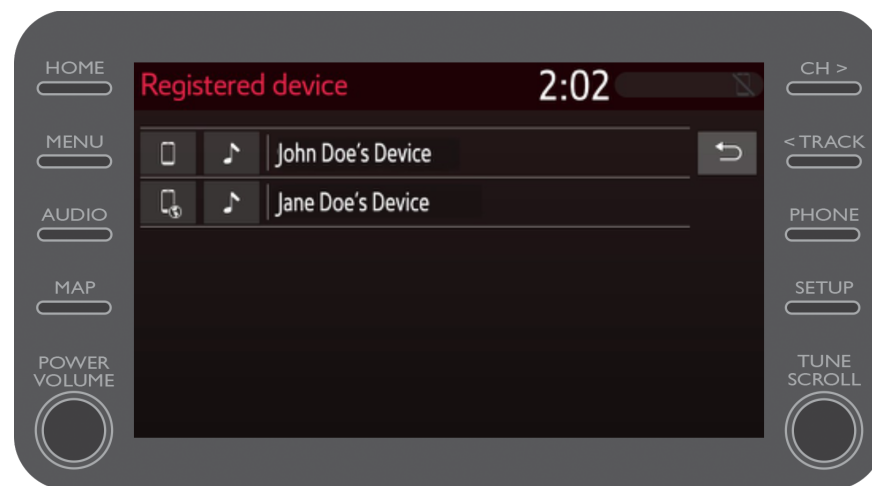 HOME
CH >
Registered device 2:02
MENU
< TRACK
John Doe's Device
AUDIO
PHONE
Jane Doe's Device
MAP
SETUP
POWER
VOLUME
TUNE
SCROLL